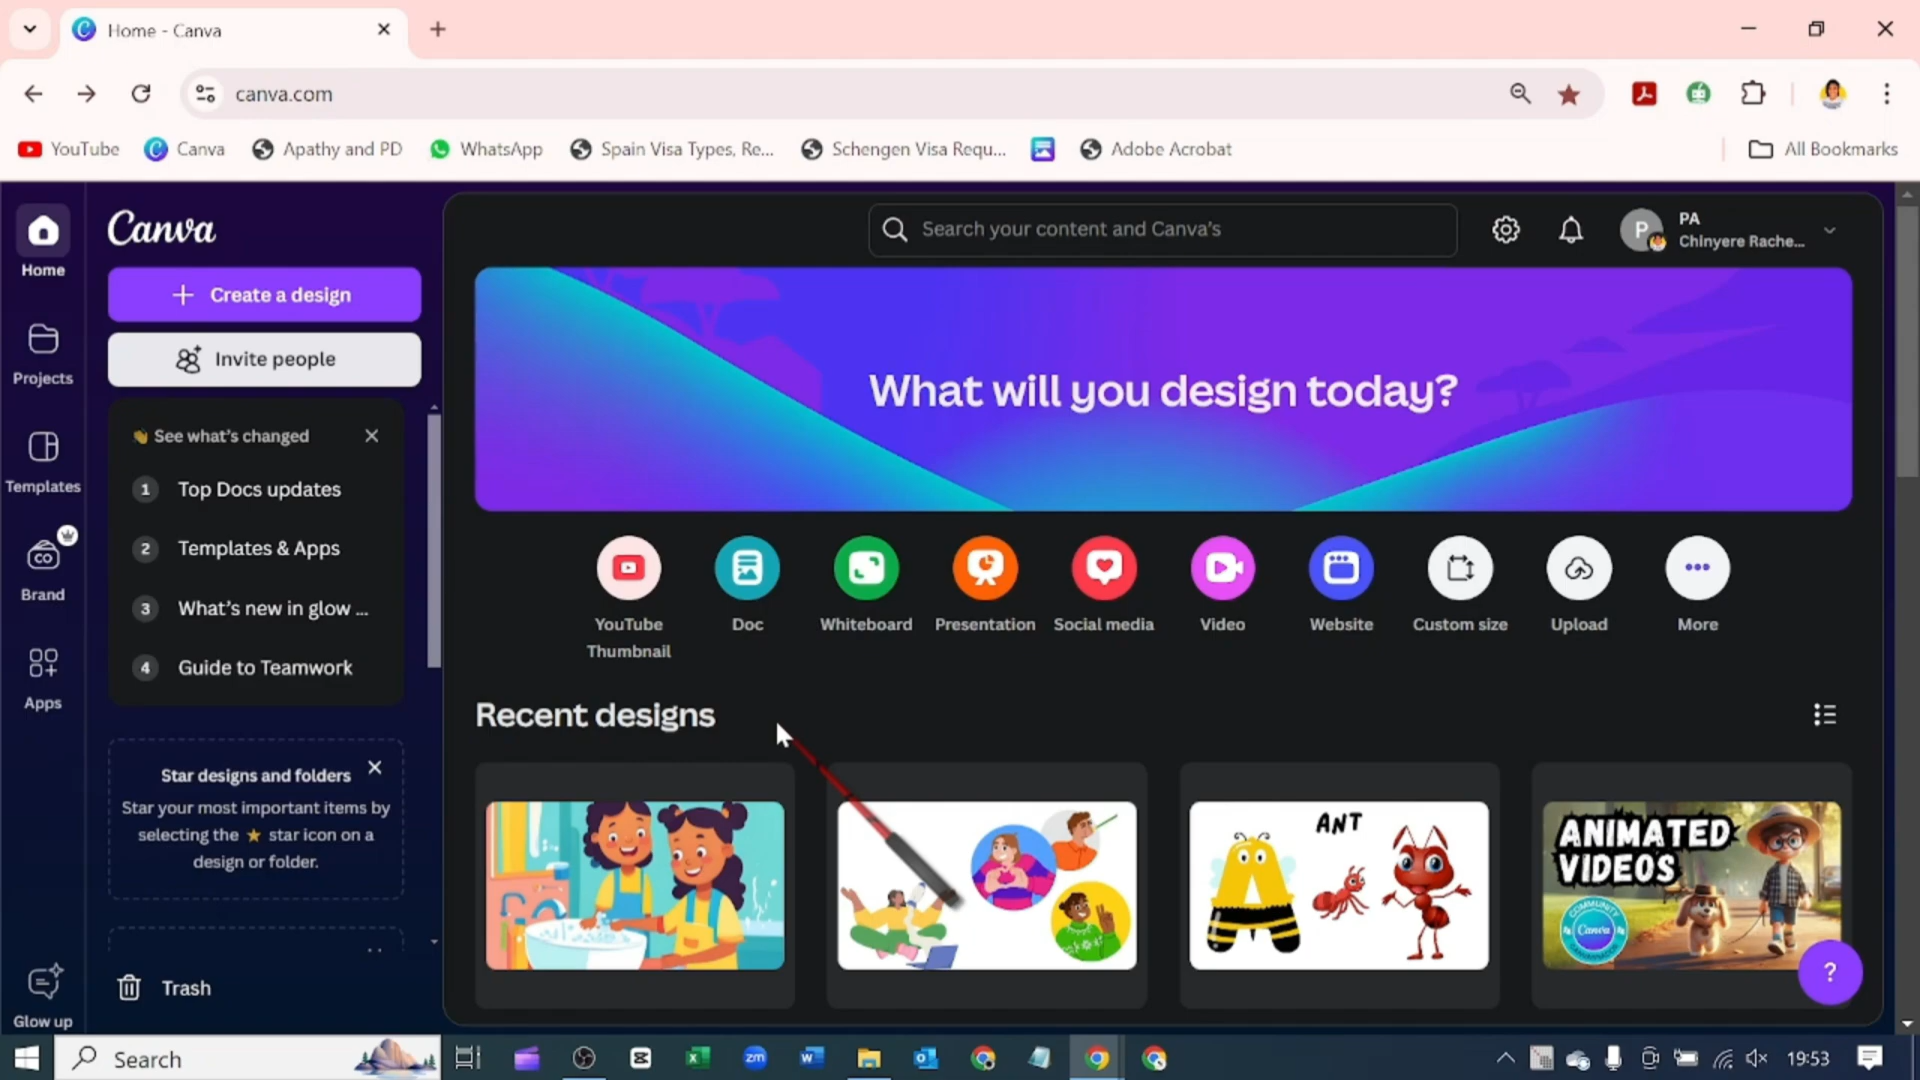 Home - Canva
canva.com
YouTube
Canva
Apathy and PD
WhatsApp
Spain Visa Types, Re...
Schengen Visa Requ...
Adobe Acrobat
All Bookmarks
Home
Projects
Templates
Brand
Apps
Glow up
Canva
Create a design
Invite people
See what's changed
1 Top Docs updates
2 Templates & Apps
3 What's new in glow ...
4 Guide to Teamwork
Star designs and folders
Star your most important items by
selecting the star icon on a
design or folder.
Trash
Search your content and Canva's
P
PA
Chinyere Rache...
What will you design today?
YouTube
Thumbnail
Doc
Whiteboard
Presentation
Social media
Video
Website
Custom size
Upload
More
Recent designs
ANT
A
ANIMATED
VIDEOS
COMMUNITY
Canva
?
Search
zm
19:53